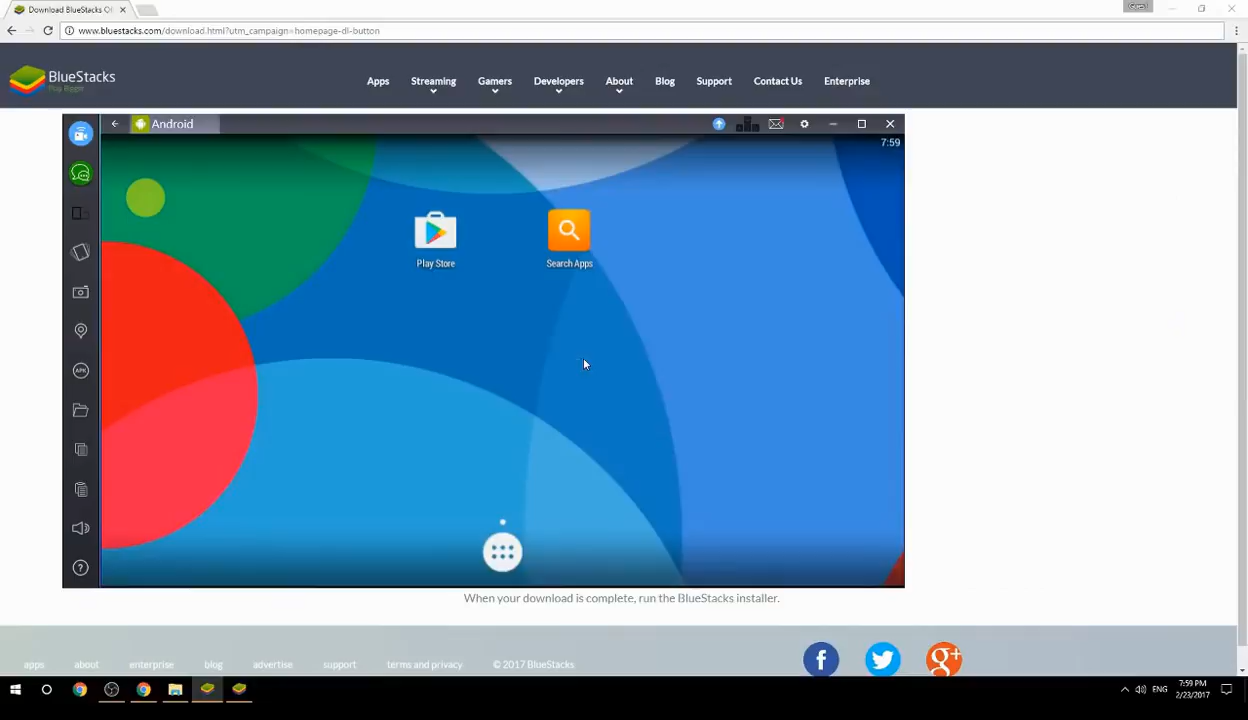 Download BlueStacks Of
www.bluestacks.com/download.html?utm_campaign=homepage-dl-button
BlueStacks
Play Bigger
Apps Streaming Gamers Developers About Blog Support Contact Us Enterprise
Android
7:59
Play Store
Search Apps
APK
When your download is complete, run the BlueStacks installer.
apps about enterprise blog advertise support terms and privacy © 2017 BlueStacks
f
g+
ENG
7:59 PM
2/23/2017